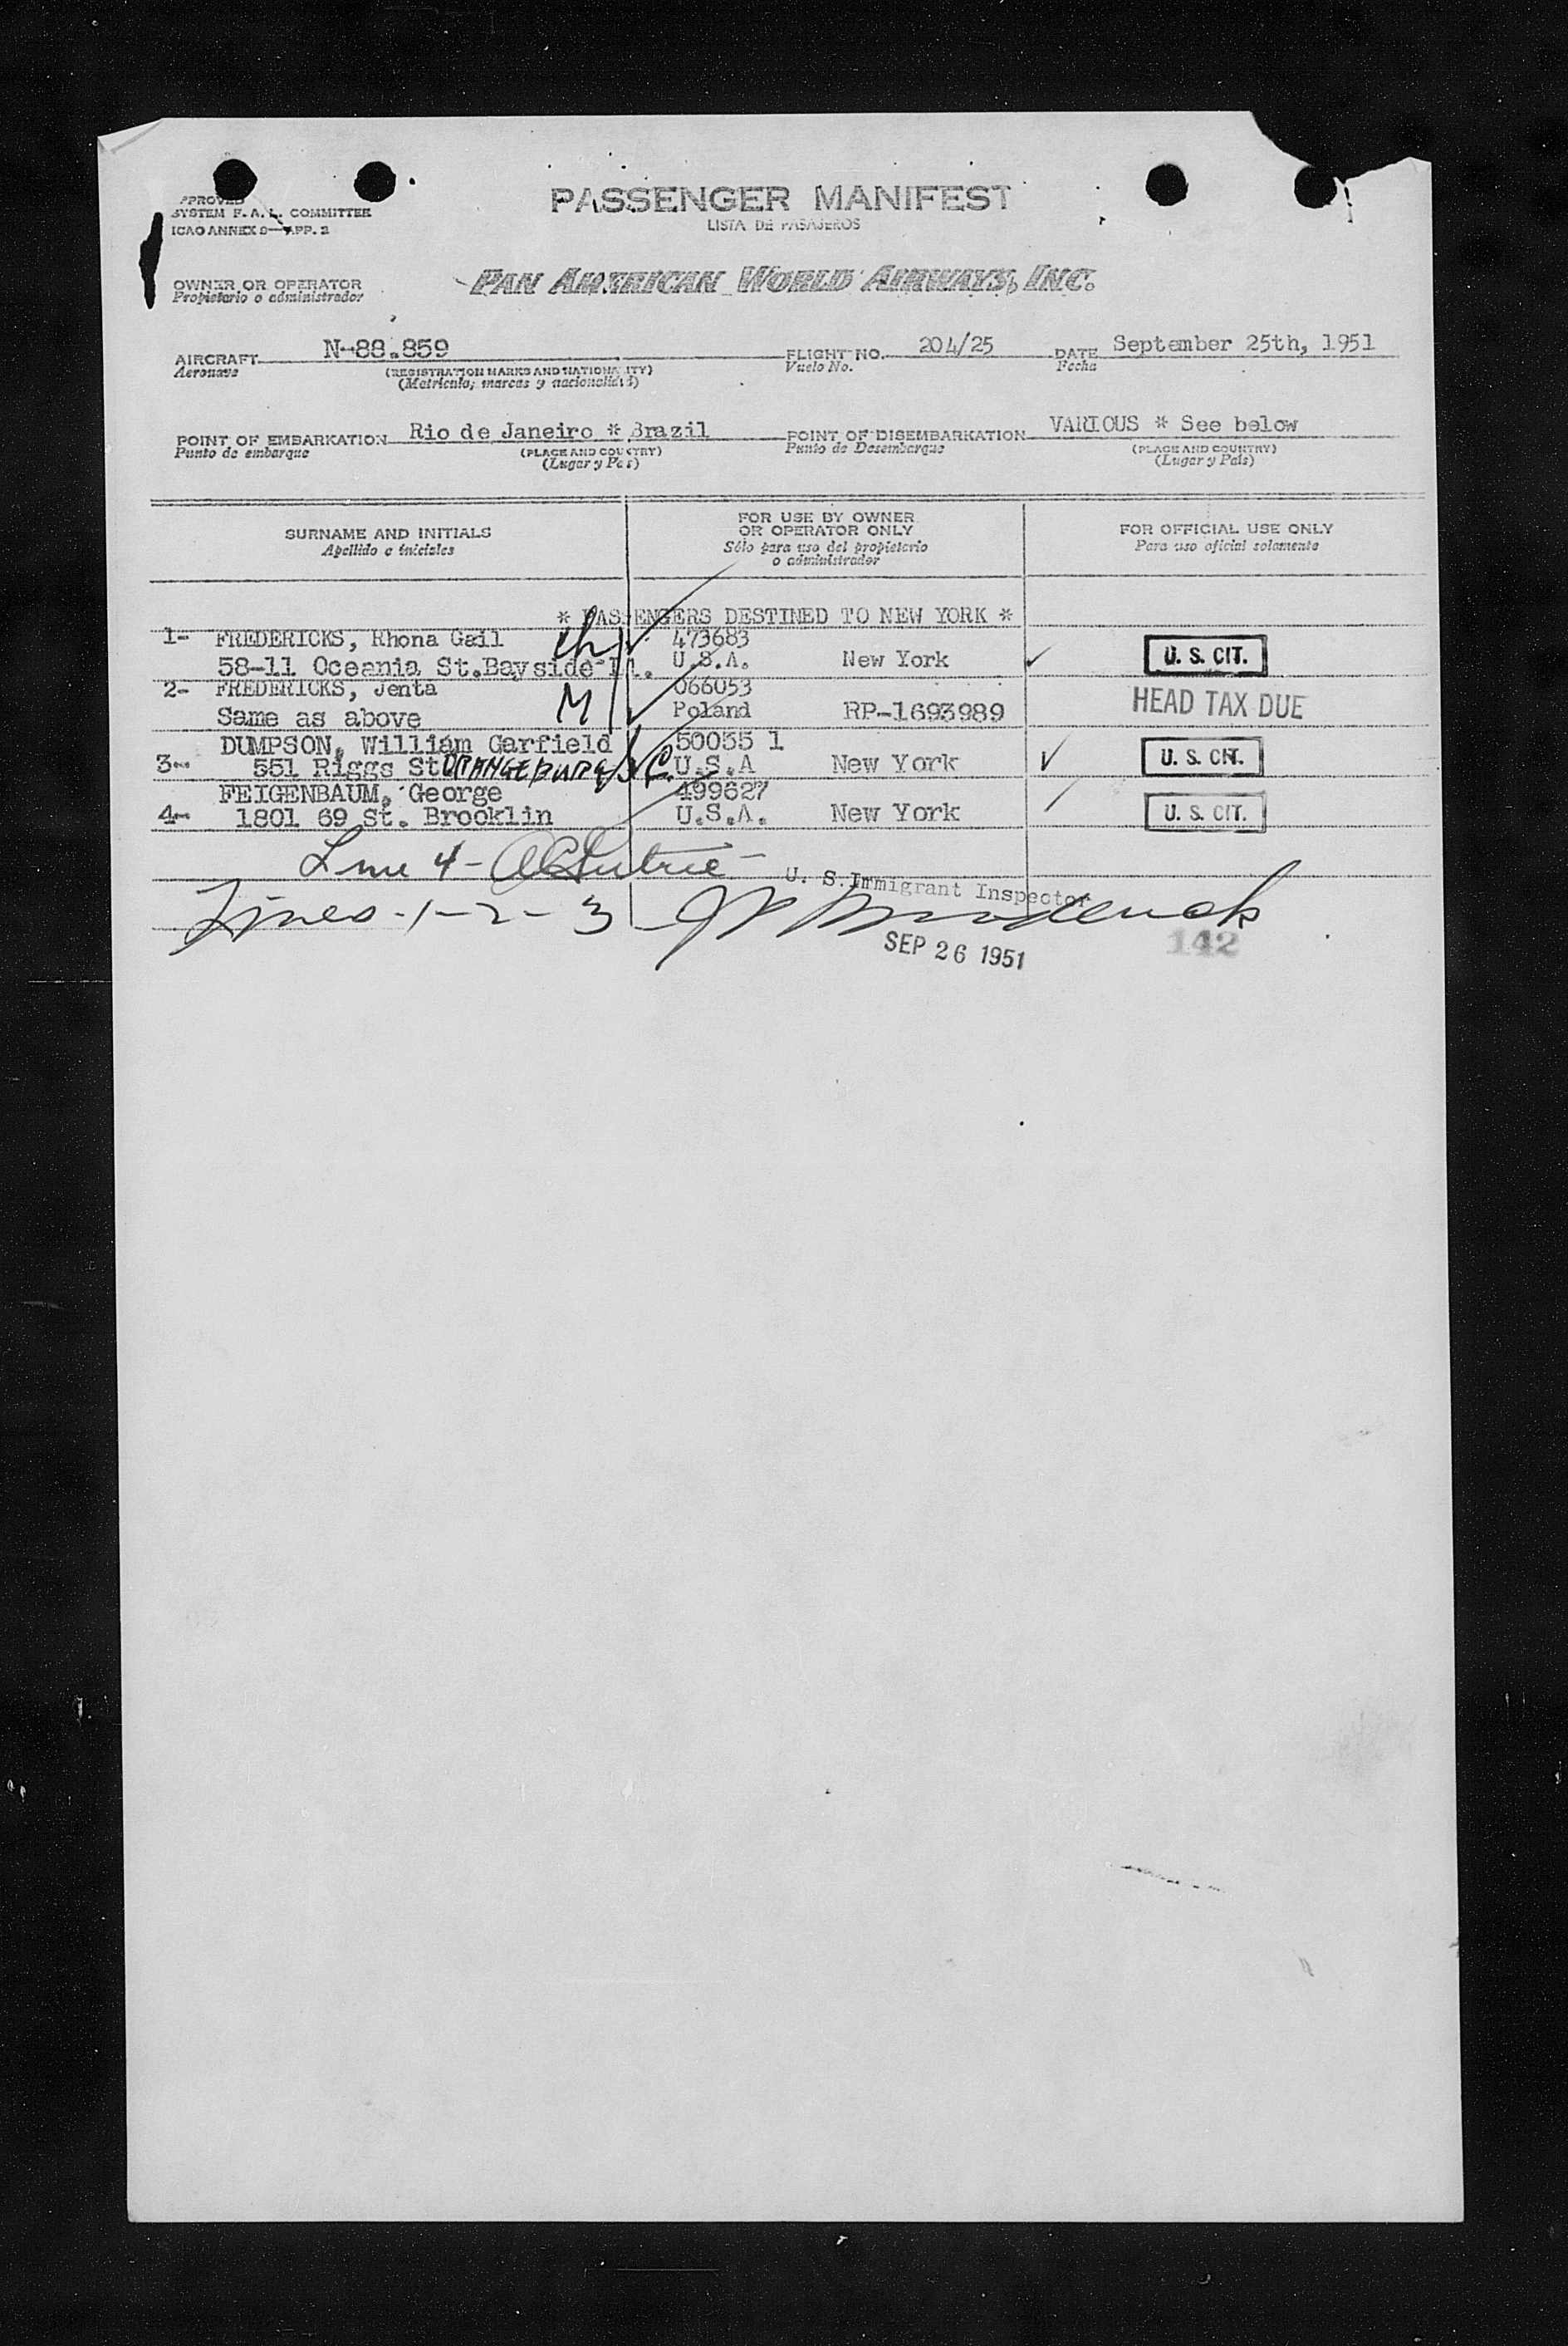 APPROVED
SYSTEM F. A. L. COMMITTEE
ICAO ANNEX 9—APP. 2
PASSENGER MANIFEST
LISTA DE PASAJEROS
OWNER OR OPERATOR
Propietario o administrador
PAN AMERICAN WORLD AIRWAYS, INC.
AIRCRAFT N-88.859 FLIGHT NO. 204/25 DATE September 25th, 1951
Aeronave (REGISTRATION MARKS AND NATIONALITY) Vuelo No. Fecha
(Matricula, marcas y nacionalidad)
POINT OF EMBARKATION Rio de Janeiro * Brazil POINT OF DISEMBARKATION VARIOUS * See below
Punto de embarque (PLACE AND COUNTRY) Punto de Desembarque (PLACE AND COUNTRY)
(Lugar y Pais) (Lugar y Pais)
SURNAME AND INITIALS FOR USE BY OWNER OR OPERATOR ONLY FOR OFFICIAL USE ONLY
Apellido e iniciales Sólo para uso del propietario o administrador Para uso oficial solamente
* PASSENGERS DESTINED TO NEW YORK *
1- FREDERICKS, Rhona Gail ch 473683
58-11 Oceania St.Bayside U.S.A. New York U. S. CIT.
2- FREDERICKS, Jenta M 066053
Same as above Poland RP-1693989 HEAD TAX DUE
DUMPSON, William Garfield 50035 1
3- 551 Riggs St ORANGEBURG S.C. U.S.A New York U. S. CIT.
FEIGENBAUM, George 499627
4- 1801 69 St. Brooklin U.S.A. New York U. S. CIT.
Line 4 -
U. S. Immigrant Inspector
Lines - 1 - 2 - 3 -
SEP 26 1951
142